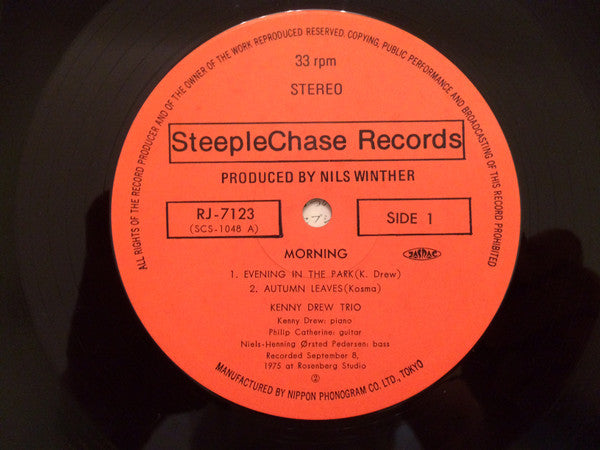 ALL RIGHTS OF THE RECORD PRODUCER AND OF THE OWNER OF THE WORK REPRODUCED RESERVED. COPYING, PUBLIC PERFORMANCE AND BROADCASTING OF THIS RECORD PROHIBITED
33 rpm
STEREO
SteepleChase Records
PRODUCED BY NILS WINTHER
RJ-7123
(SCS-1048 A)
SIDE 1
MORNING
JASRAC
1. EVENING IN THE PARK(K. Drew)
2. AUTUMN LEAVES(Kosma)
KENNY DREW TRIO
Kenny Drew: piano
Philip Catherine: guitar
Niels-Henning Ørsted Pedersen: bass
Recorded September 8,
1975 at Rosenberg Studio
Ⓟ
MANUFACTURED BY NIPPON PHONOGRAM CO. LTD., TOKYO